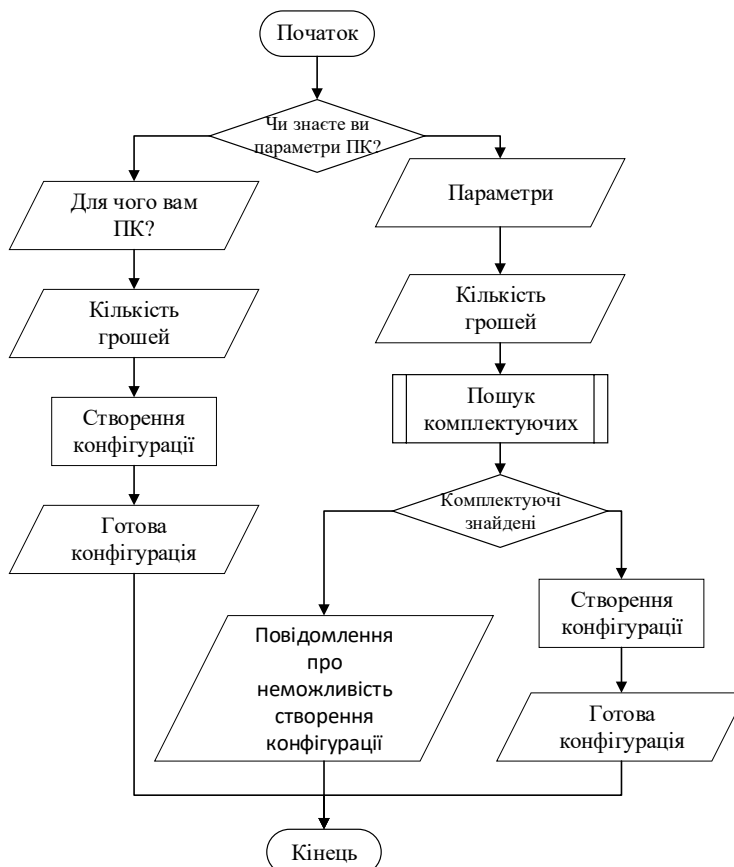 Початок
Чи знаєте ви
параметри ПК?
Для чого вам
ПК?
Параметри
Кількість
грошей
Кількість
грошей
Створення
конфігурації
Пошук
комплектуючих
Готова
конфігурація
Комплектуючі
знайдені
Повідомлення
про
неможливість
створення
конфігурації
Створення
конфігурації
Готова
конфігурація
Кінець